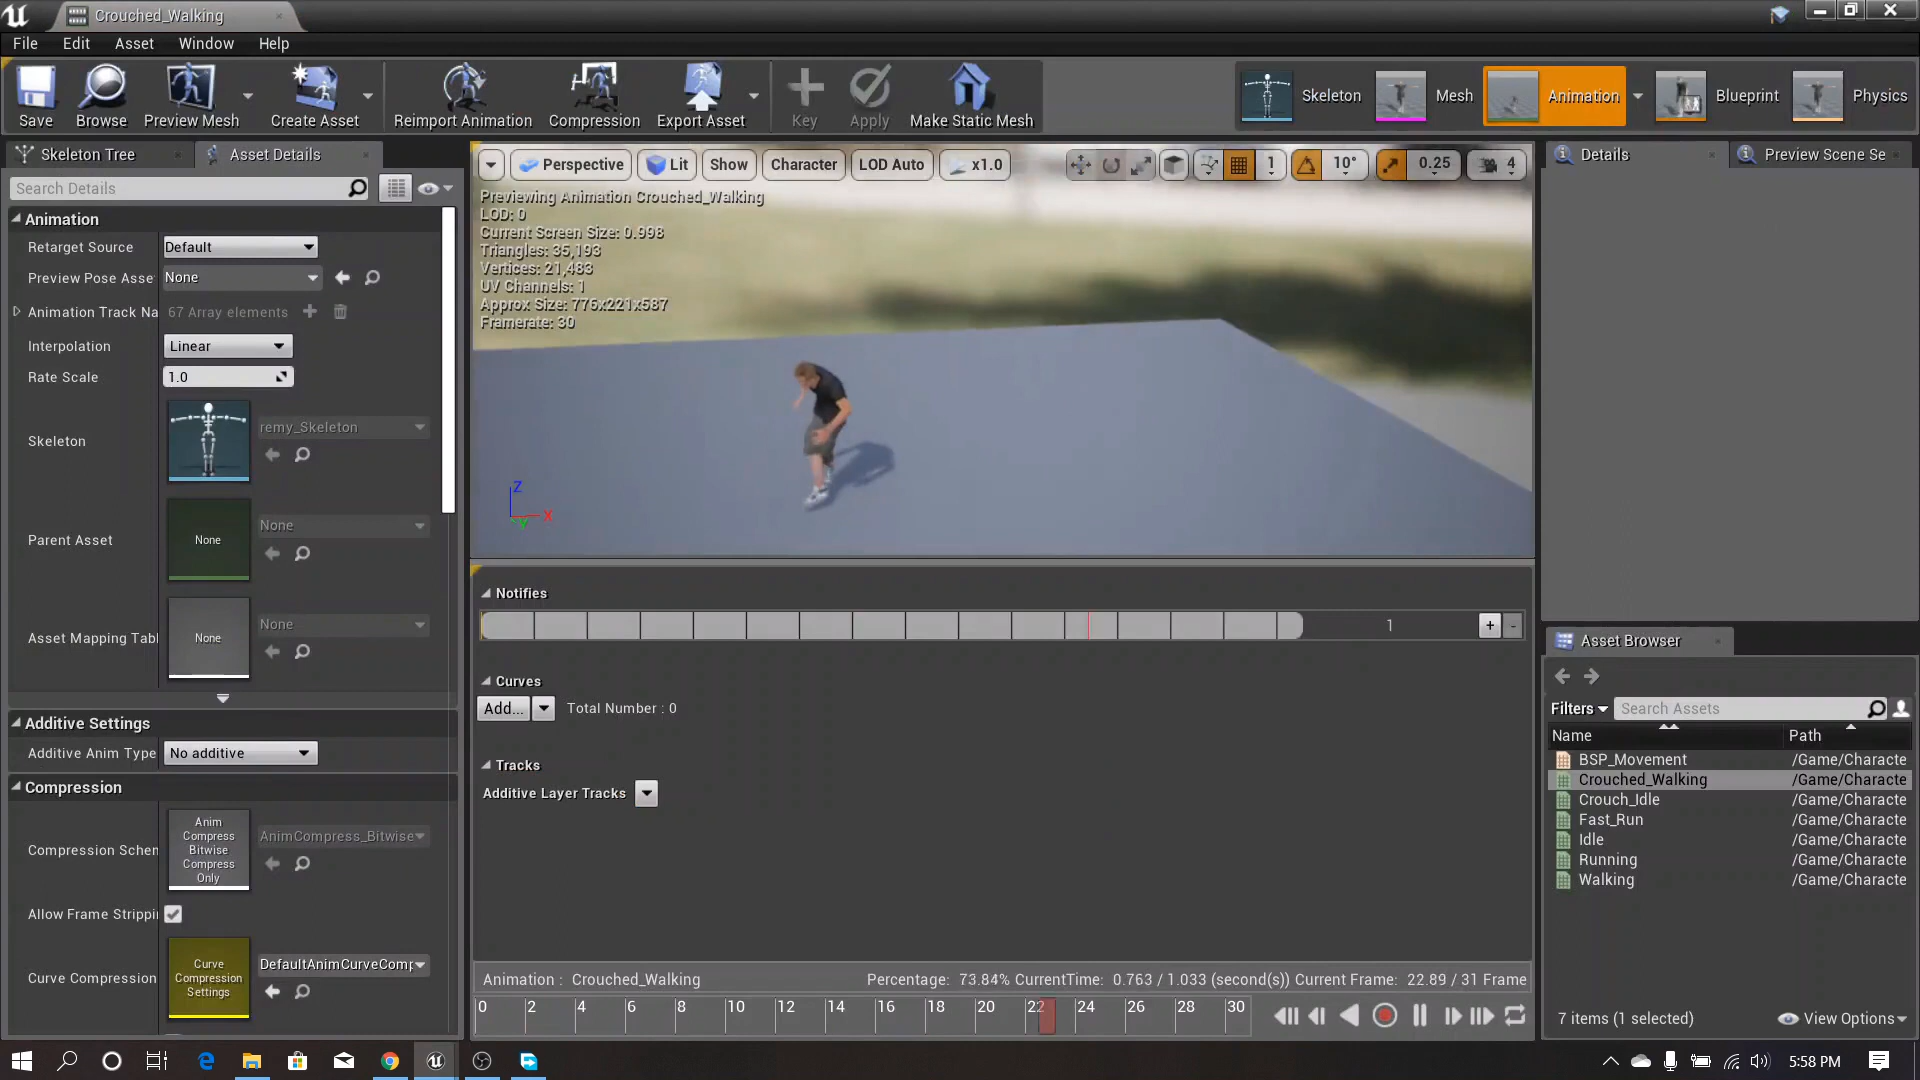 Crouched_Walking
File Edit Asset Window Help
Save Browse Preview Mesh Create Asset Reimport Animation Compression Export Asset Key Apply Make Static Mesh Skeleton Mesh Animation Blueprint Physics
Skeleton Tree Asset Details
Search Details
Animation
Retarget Source Default
Preview Pose Asse None
Animation Track Na 67 Array elements
Interpolation Linear
Rate Scale 1.0
Skeleton remy_Skeleton
Parent Asset None None
Asset Mapping Tabl None None
Additive Settings
Additive Anim Type No additive
Compression
Compression Schem Anim Compress Bitwise Compress Only AnimCompress_Bitwise
Allow Frame Strippi
Curve Compression Curve Compression Settings DefaultAnimCurveComp
Perspective Lit Show Character LOD Auto x1.0 1 10° 0.25 4
Previewing Animation Crouched_Walking
LOD: 0
Current Screen Size: 0.998
Triangles: 35,193
Vertices: 21,483
UV Channels: 1
Approx Size: 776x221x587
Framerate: 30
Z
X
Y
Notifies
1 + -
Curves
Add... Total Number : 0
Tracks
Additive Layer Tracks
Animation : Crouched_Walking Percentage: 73.84% CurrentTime: 0.763 / 1.033 (second(s)) Current Frame: 22.89 / 31 Frame
0 2 4 6 8 10 12 14 16 18 20 22 24 26 28 30
Details Preview Scene Se
Asset Browser
Filters Search Assets
Name Path
BSP_Movement /Game/Characte
Crouched_Walking /Game/Characte
Crouch_Idle /Game/Characte
Fast_Run /Game/Characte
Idle /Game/Characte
Running /Game/Characte
Walking /Game/Characte
7 items (1 selected) View Options
5:58 PM